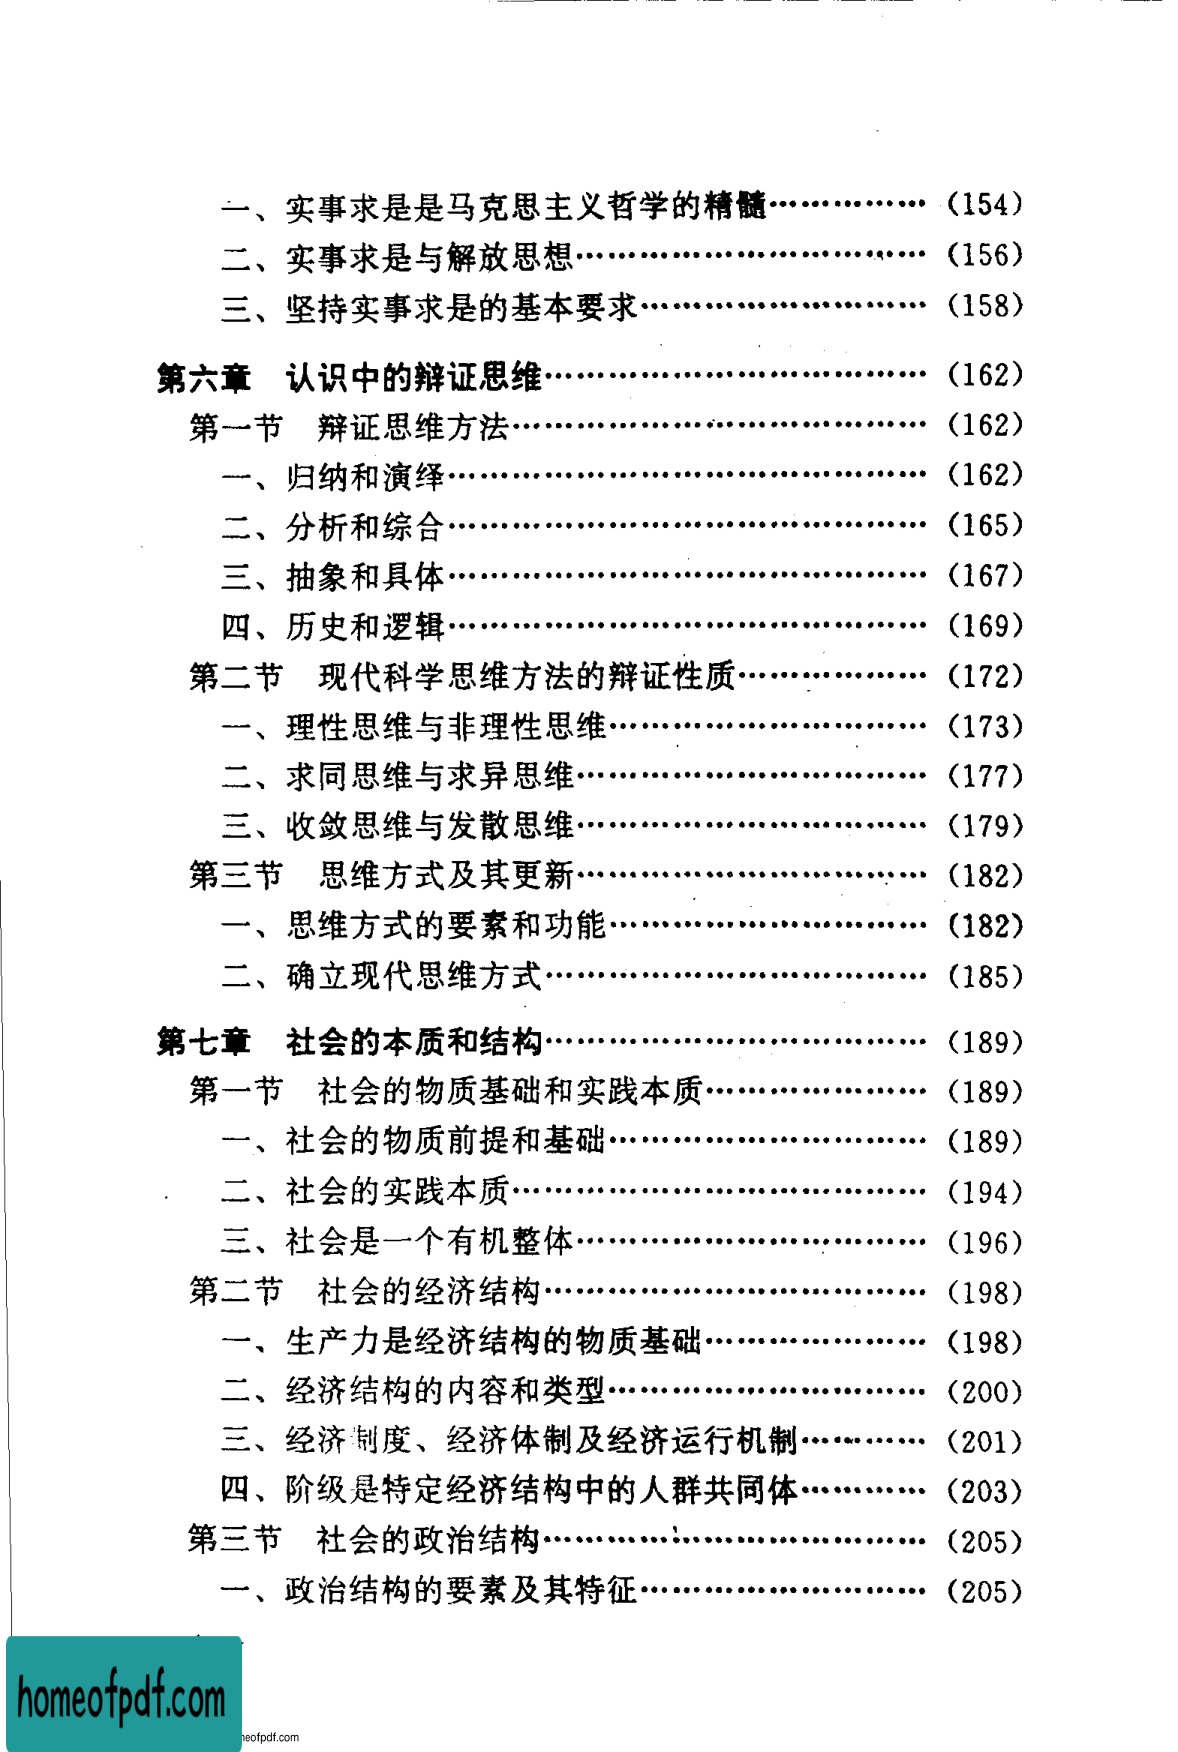 一、实事求是是马克思主义哲学的精髓……………(154)
二、实事求是与解放思想……………………………(156)
三、坚持实事求是的基本要求………………………(158)
第六章　认识中的辩证思维………………………………(162)
第一节　辩证思维方法…………………………………(162)
一、归纳和演绎………………………………………(162)
二、分析和综合………………………………………(165)
三、抽象和具体………………………………………(167)
四、历史和逻辑………………………………………(169)
第二节　现代科学思维方法的辩证性质………………(172)
一、理性思维与非理性思维…………………………(173)
二、求同思维与求异思维……………………………(177)
三、收敛思维与发散思维……………………………(179)
第三节　思维方式及其更新……………………………(182)
一、思维方式的要素和功能…………………………(182)
二、确立现代思维方式………………………………(185)
第七章　社会的本质和结构………………………………(189)
第一节　社会的物质基础和实践本质…………………(189)
一、社会的物质前提和基础…………………………(189)
二、社会的实践本质…………………………………(194)
三、社会是一个有机整体……………………………(196)
第二节　社会的经济结构………………………………(198)
一、生产力是经济结构的物质基础…………………(198)
二、经济结构的内容和类型…………………………(200)
三、经济制度、经济体制及经济运行机制…………(201)
四、阶级是特定经济结构中的人群共同体…………(203)
第三节　社会的政治结构………………………………(205)
一、政治结构的要素及其特征………………………(205)
homeofpdf.com
neofpdf.com